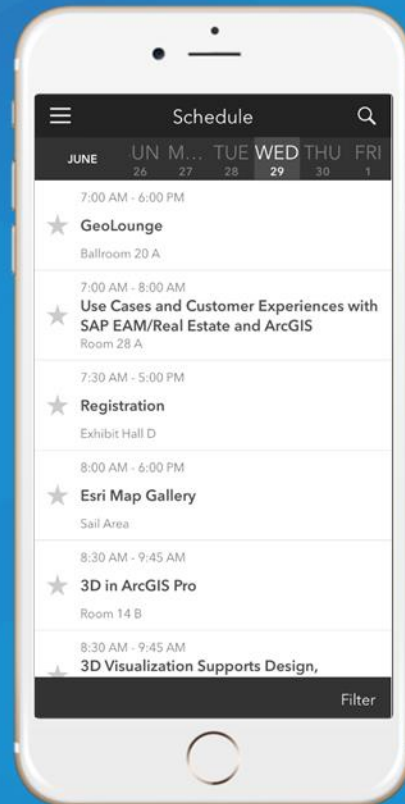 Schedule
JUNE UN M... TUE WED THU FRI
26 27 28 29 30 1
7:00 AM - 6:00 PM
GeoLounge
Ballroom 20 A
7:00 AM - 8:00 AM
Use Cases and Customer Experiences with
SAP EAM/Real Estate and ArcGIS
Room 28 A
7:30 AM - 5:00 PM
Registration
Exhibit Hall D
8:00 AM - 6:00 PM
Esri Map Gallery
Sail Area
8:30 AM - 9:45 AM
3D in ArcGIS Pro
Room 14 B
8:30 AM - 9:45 AM
3D Visualization Supports Design,
Filter